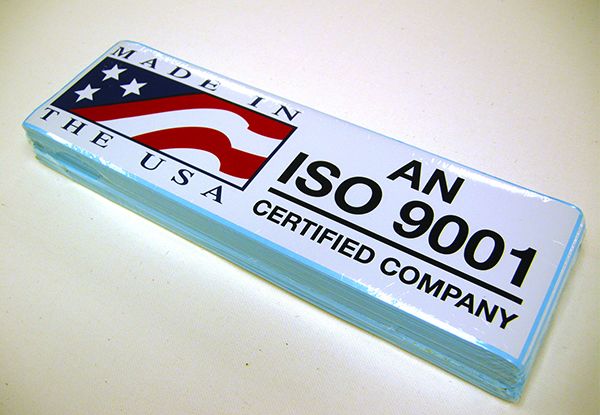 MADE IN
THE USA
AN
ISO 9001
CERTIFIED COMPANY